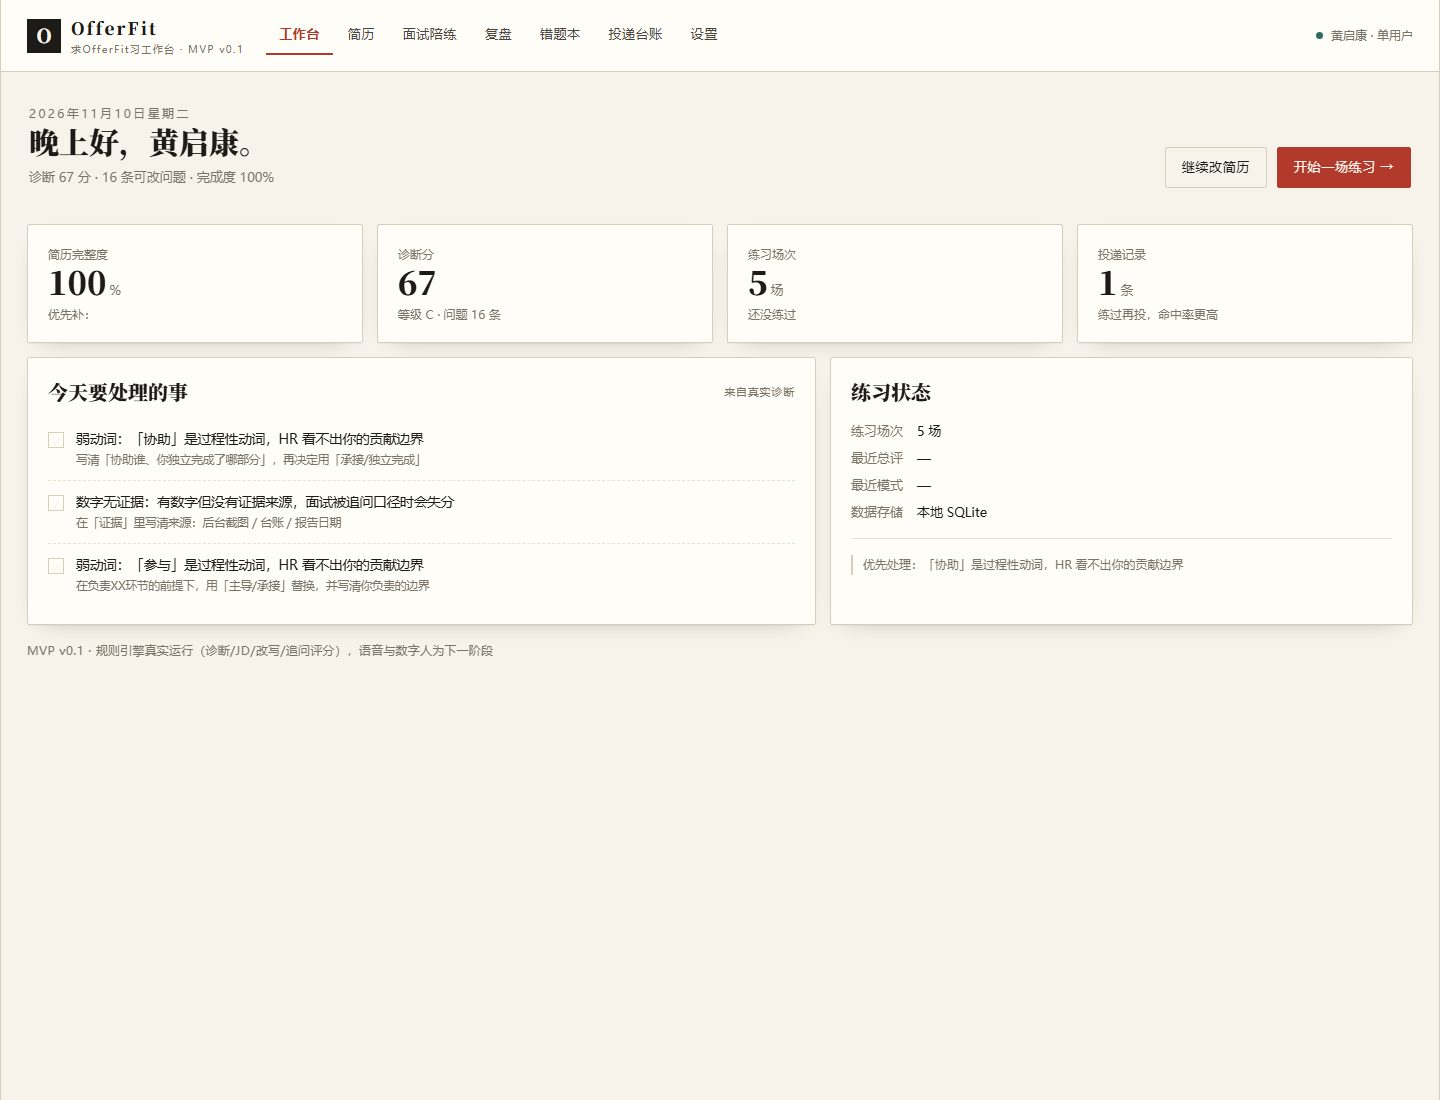 O
OfferFit
求OfferFit习工作台 · MVP v0.1
工作台 简历 面试陪练 复盘 错题本 投递台账 设置
黄启康 · 单用户
2026年11月10日星期二
晚上好，黄启康。
诊断 67 分 · 16 条可改问题 · 完成度 100%
继续改简历
开始一场练习 →
简历完整度
100 %
优先补：
诊断分
67
等级 C · 问题 16 条
练习场次
5 场
还没练过
投递记录
1 条
练过再投，命中率更高
今天要处理的事
来自真实诊断
弱动词：「协助」是过程性动词，HR 看不出你的贡献边界
写清「协助谁、你独立完成了哪部分」，再决定用「承接/独立完成」
数字无证据：有数字但没有证据来源，面试被追问口径时会失分
在「证据」里写清来源：后台截图 / 台账 / 报告日期
弱动词：「参与」是过程性动词，HR 看不出你的贡献边界
在负责XX环节的前提下，用「主导/承接」替换，并写清你负责的边界
练习状态
练习场次 5 场
最近总评 —
最近模式 —
数据存储 本地 SQLite
优先处理：「协助」是过程性动词，HR 看不出你的贡献边界
MVP v0.1 · 规则引擎真实运行（诊断/JD/改写/追问评分），语音与数字人为下一阶段